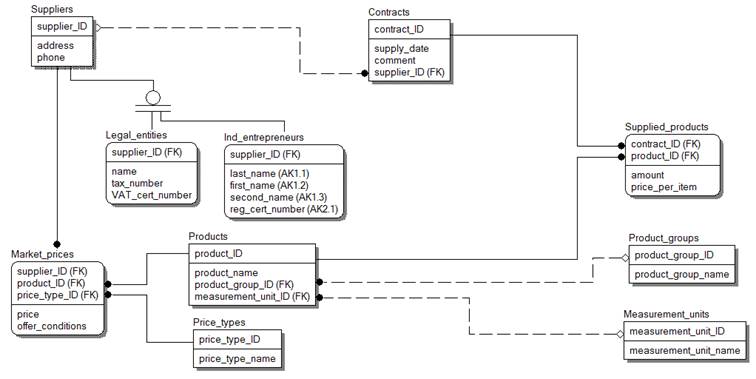 Suppliers
supplier_ID
address
phone
Contracts
contract_ID
supply_date
comment
supplier_ID (FK)
Legal_entities
supplier_ID (FK)
name
tax_number
VAT_cert_number
Ind_entrepreneurs
supplier_ID (FK)
last_name (AK1.1)
first_name (AK1.2)
second_name (AK1.3)
reg_cert_number (AK2.1)
Supplied_products
contract_ID (FK)
product_ID (FK)
amount
price_per_item
Market_prices
supplier_ID (FK)
product_ID (FK)
price_type_ID (FK)
price
offer_conditions
Products
product_ID
product_name
product_group_ID (FK)
measurement_unit_ID (FK)
Product_groups
product_group_ID
product_group_name
Price_types
price_type_ID
price_type_name
Measurement_units
measurement_unit_ID
measurement_unit_name